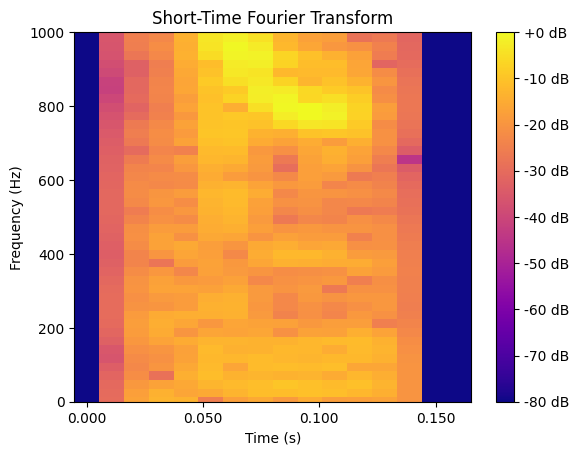 Short-Time Fourier Transform
1000
800
600
400
200
0
Frequency (Hz)
0.000
0.050
0.100
0.150
Time (s)
+0 dB
-10 dB
-20 dB
-30 dB
-40 dB
-50 dB
-60 dB
-70 dB
-80 dB